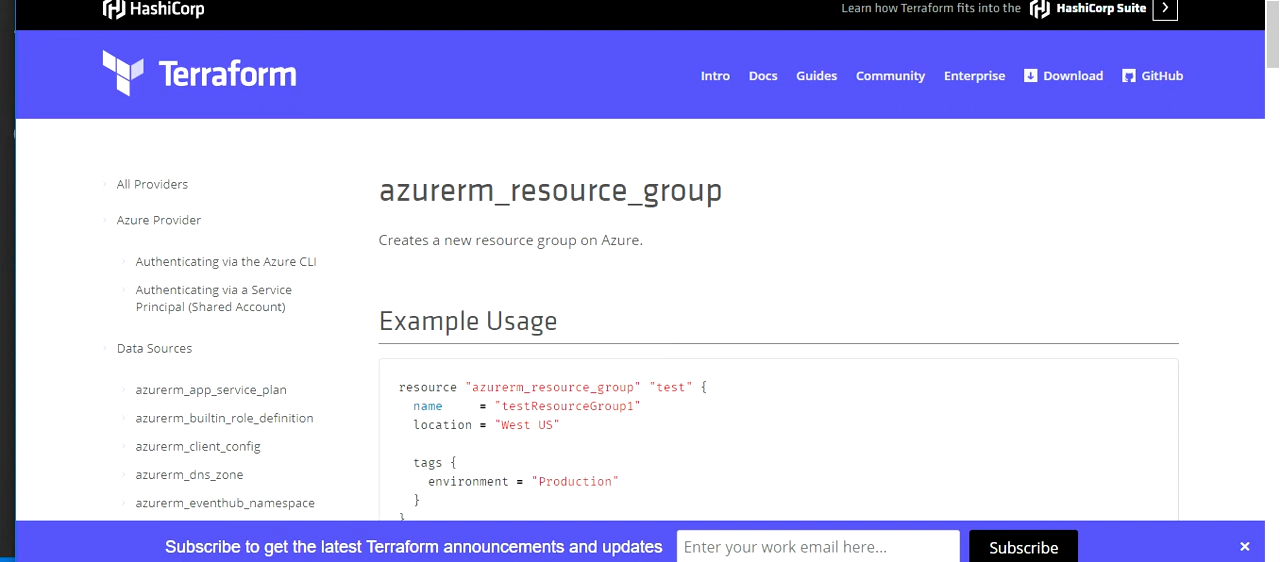 HashiCorp
Learn how Terraform fits into the HashiCorp Suite
Terraform
Intro Docs Guides Community Enterprise Download GitHub
All Providers
Azure Provider
Authenticating via the Azure CLI
Authenticating via a Service
Principal (Shared Account)
Data Sources
azurerm_app_service_plan
azurerm_builtin_role_definition
azurerm_client_config
azurerm_dns_zone
azurerm_eventhub_namespace
azurerm_resource_group
Creates a new resource group on Azure.
Example Usage
resource "azurerm_resource_group" "test" {
name = "testResourceGroup1"
location = "West US"
tags {
environment = "Production"
}
}
Subscribe to get the latest Terraform announcements and updates
Enter your work email here...
Subscribe
×